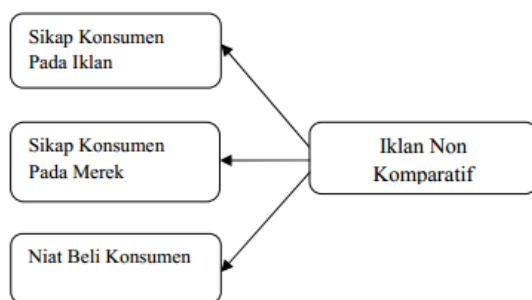 Sikap Konsumen
Pada Iklan
Sikap Konsumen
Pada Merek
Iklan Non
Komparatif
Niat Beli Konsumen